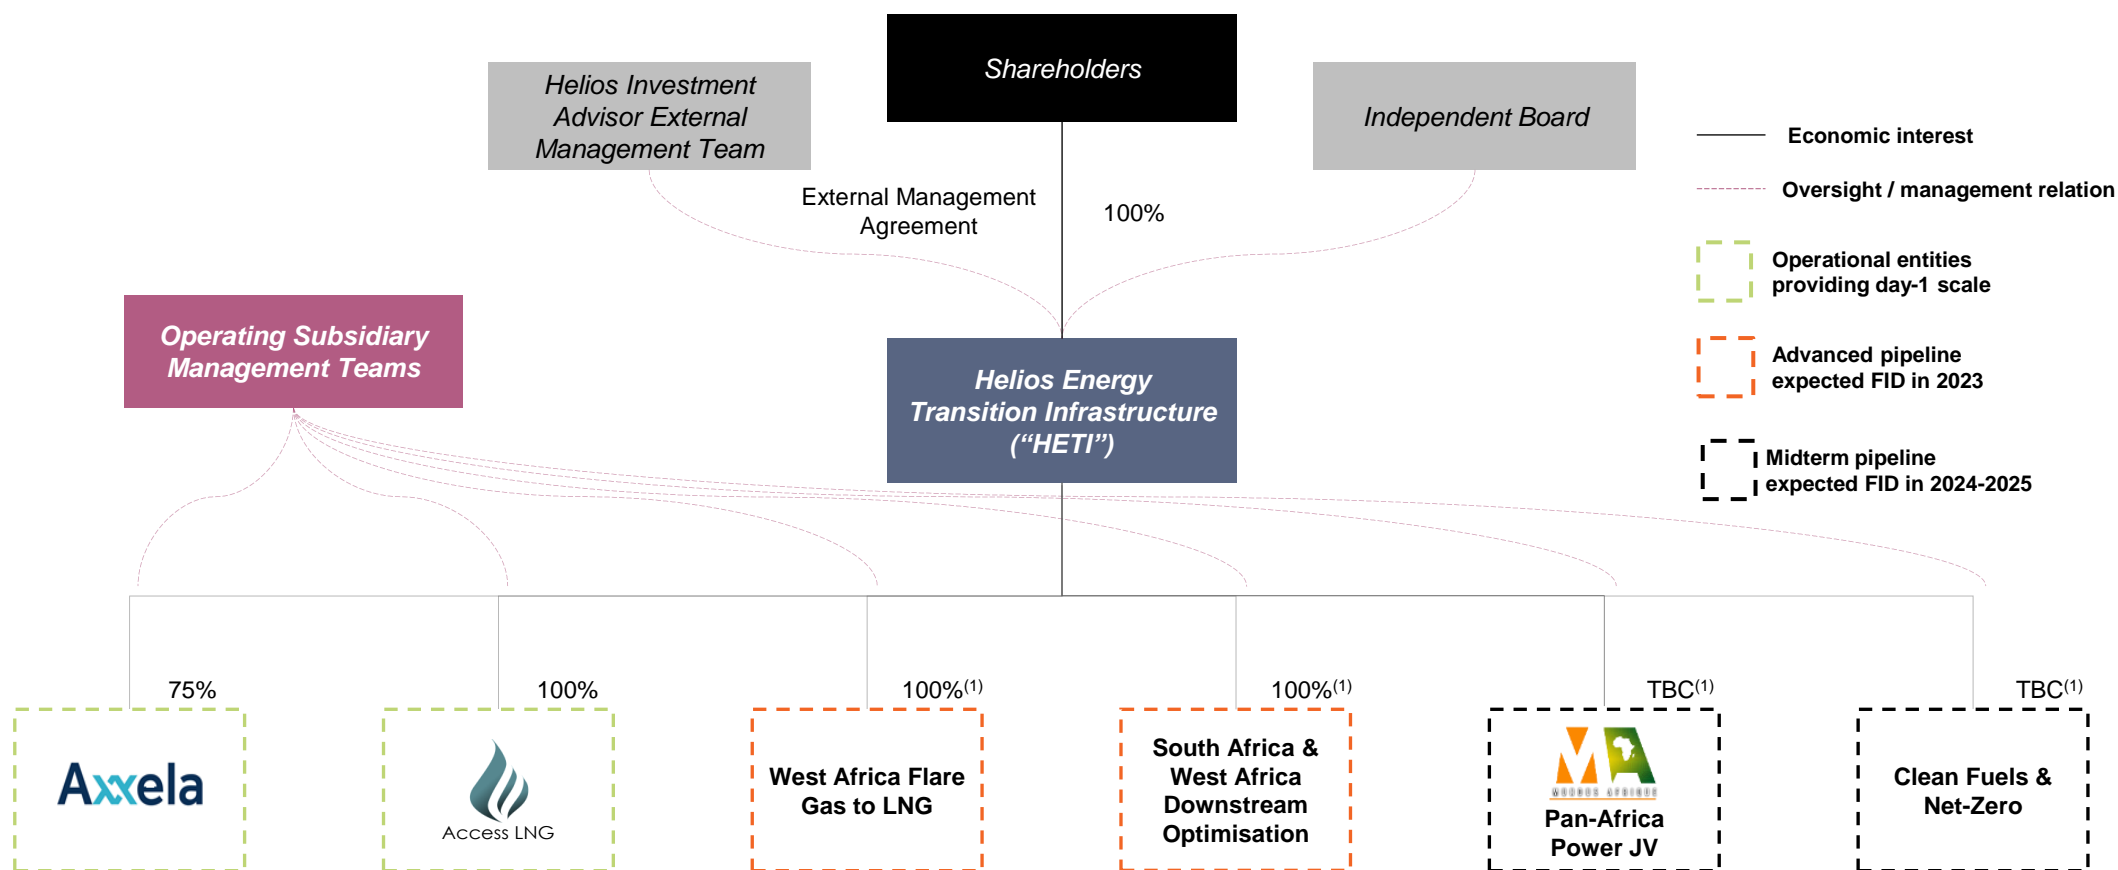 Shareholders
Helios Investment
Advisor External
Management Team
Independent Board
Economic interest
Oversight / management relation
External Management
Agreement
100%
Operational entities
providing day-1 scale
Operating Subsidiary
Management Teams
Helios Energy
Transition Infrastructure
(“HETI”)
Advanced pipeline
expected FID in 2023
Midterm pipeline
expected FID in 2024-2025
75%
100%
100%(1)
100%(1)
TBC(1)
TBC(1)
Axxela
Access LNG
West Africa Flare
Gas to LNG
South Africa &
West Africa
Downstream
Optimisation
MA
Pan-Africa
Power JV
Clean Fuels &
Net-Zero